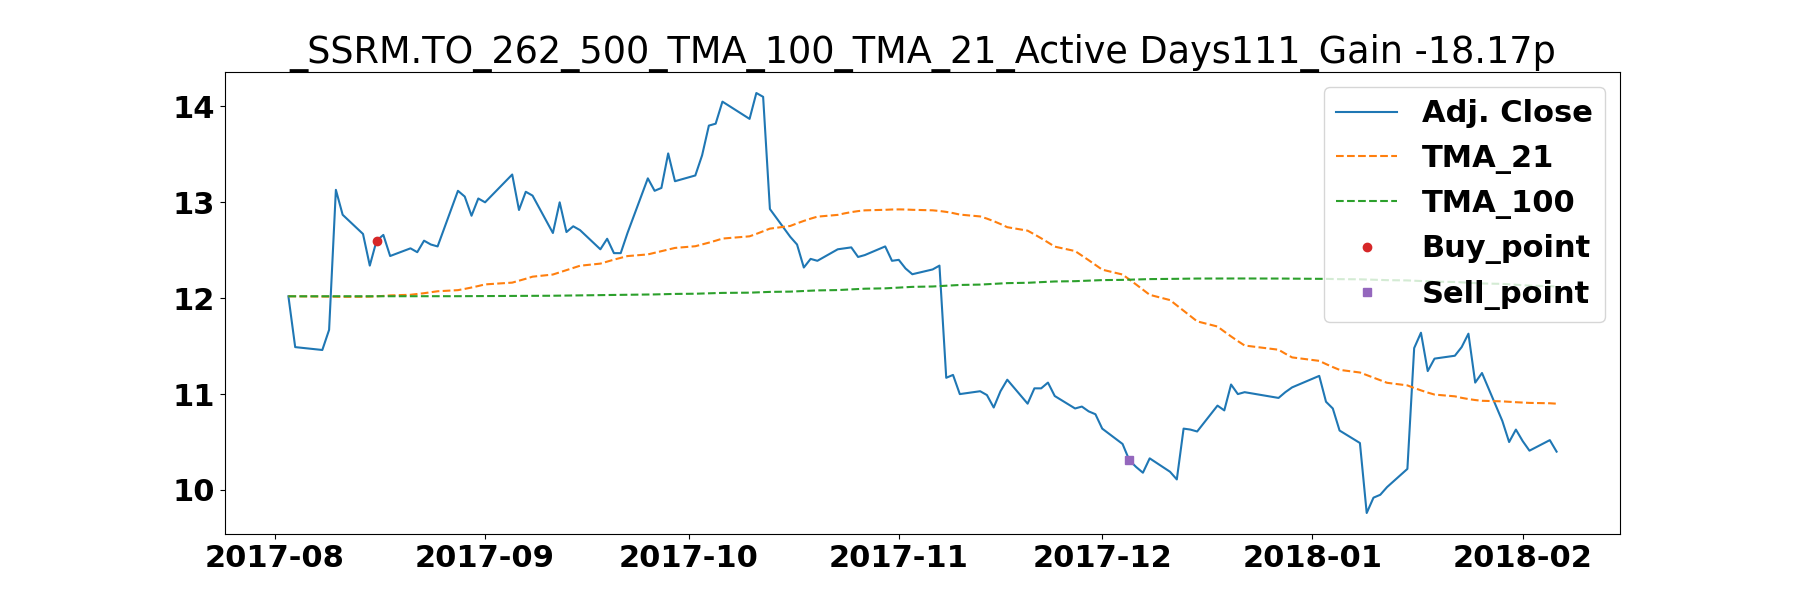 _SSRM.TO_262_500_TMA_100_TMA_21_Active Days111_Gain -18.17p
14
13
12
11
10
Adj. Close
TMA_21
TMA_100
Buy_point
Sell_point
2017-08 2017-09 2017-10 2017-11 2017-12 2018-01 2018-02